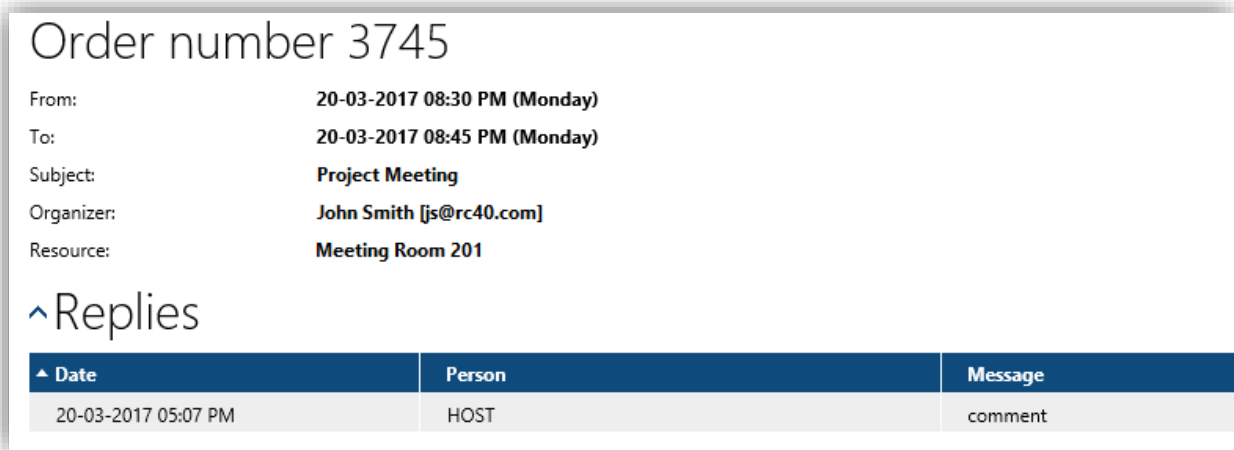 Order number 3745
From: 20-03-2017 08:30 PM (Monday)
To: 20-03-2017 08:45 PM (Monday)
Subject: Project Meeting
Organizer: John Smith [js@rc40.com]
Resource: Meeting Room 201
Replies
Date Person Message
20-03-2017 05:07 PM HOST comment